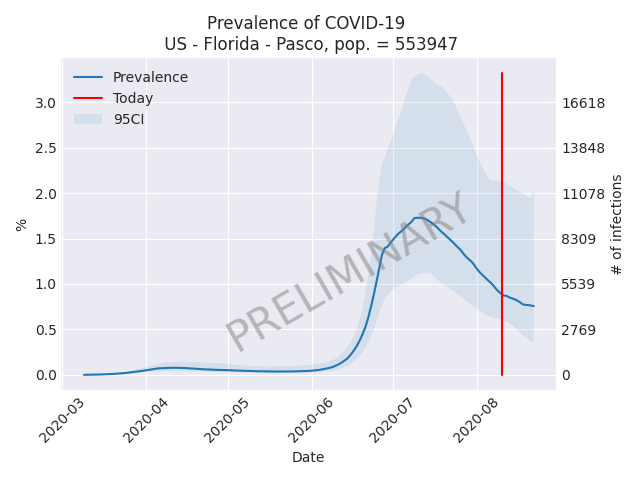 Prevalence of COVID-19
US - Florida - Pasco, pop. = 553947
Prevalence
Today
95CI
PRELIMINARY
%
3.0
2.5
2.0
1.5
1.0
0.5
0.0
16618
13848
11078
8309
5539
2769
0
# of infections
2020-03
2020-04
2020-05
2020-06
2020-07
2020-08
Date